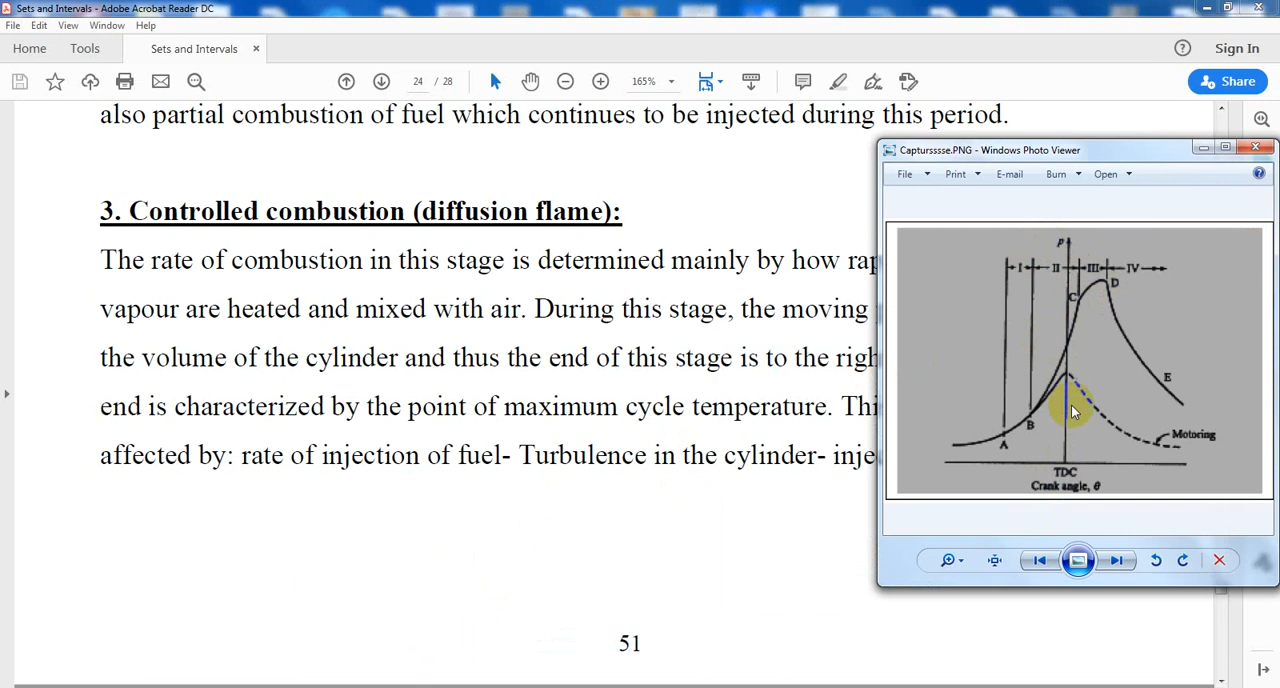 Sets and Intervals - Adobe Acrobat Reader DC
File Edit View Window Help
Home Tools Sets and Intervals × Sign In
24 / 28 165% Share
also partial combustion of fuel which continues to be injected during this period.
3. Controlled combustion (diffusion flame):
The rate of combustion in this stage is determined mainly by how
vapour are heated and mixed with air. During this stage, the moving
the volume of the cylinder and thus the end of this stage is to the
end is characterized by the point of maximum cycle temperature.
affected by: rate of injection of fuel- Turbulence in the cylinder-
51
Capturssse.PNG - Windows Photo Viewer
File Print E-mail Burn Open
p
I II III IV
C D
E
B
A Motoring
TDC
Crank angle, θ